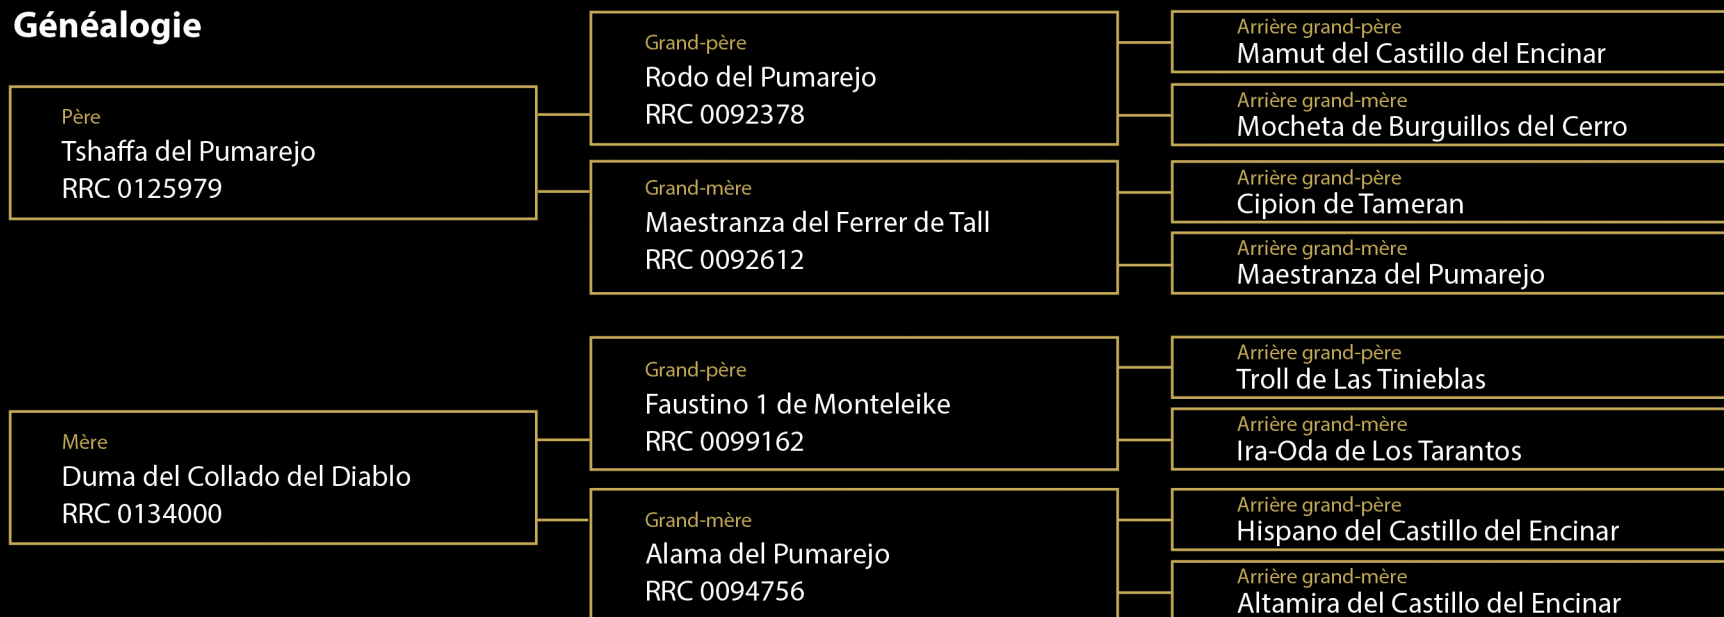 Généalogie
Père
Tshaffa del Pumarejo
RRC 0125979
Grand-père
Rodo del Pumarejo
RRC 0092378
Arrière grand-père
Mamut del Castillo del Encinar
Arrière grand-mère
Mocheta de Burguillos del Cerro
Grand-mère
Maestranza del Ferrer de Tall
RRC 0092612
Arrière grand-père
Cipion de Tameran
Arrière grand-mère
Maestranza del Pumarejo
Mère
Duma del Collado del Diablo
RRC 0134000
Grand-père
Faustino 1 de Monteleike
RRC 0099162
Arrière grand-père
Troll de Las Tinieblas
Arrière grand-mère
Ira-Oda de Los Tarantos
Grand-mère
Alama del Pumarejo
RRC 0094756
Arrière grand-père
Hispano del Castillo del Encinar
Arrière grand-mère
Altamira del Castillo del Encinar